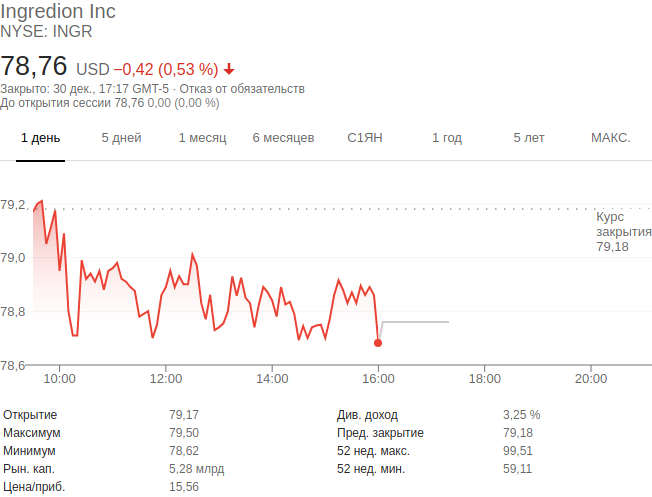 Ingredion Inc
NYSE: INGR
78,76 USD −0,42 (0,53 %)
Закрыто: 30 дек., 17:17 GMT-5 · Отказ от обязательств
До открытия сессии 78,76 0,00 (0,00 %)
1 день 5 дней 1 месяц 6 месяцев С1ЯН 1 год 5 лет МАКС.
79,2
Курс
закрытия
79,18
79,0
78,8
78,6
10:00 12:00 14:00 16:00 18:00 20:00
Открытие 79,17 Див. доход 3,25 %
Максимум 79,50 Пред. закрытие 79,18
Минимум 78,62 52 нед. макс. 99,51
Рын. кап. 5,28 млрд 52 нед. мин. 59,11
Цена/приб. 15,56